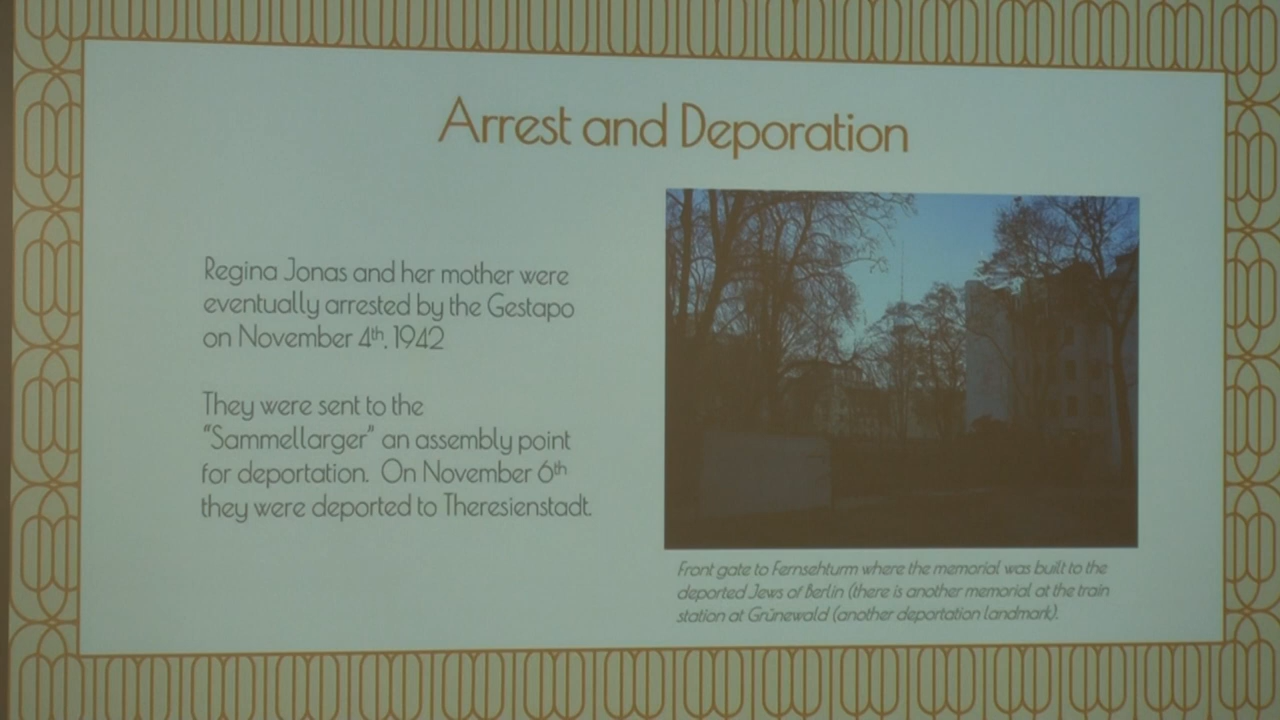 Arrest and Deporation
Regina Jonas and her mother were
eventually arrested by the Gestapo
on November 4th, 1942
They were sent to the
"Sammellarger" an assembly point
for deportation. On November 6th
they were deported to Theresienstadt.
Front gate to Fernsehturm where the memorial was built to the
deported Jews of Berlin (there is another memorial at the train
station at Grünewald (another deportation landmark).